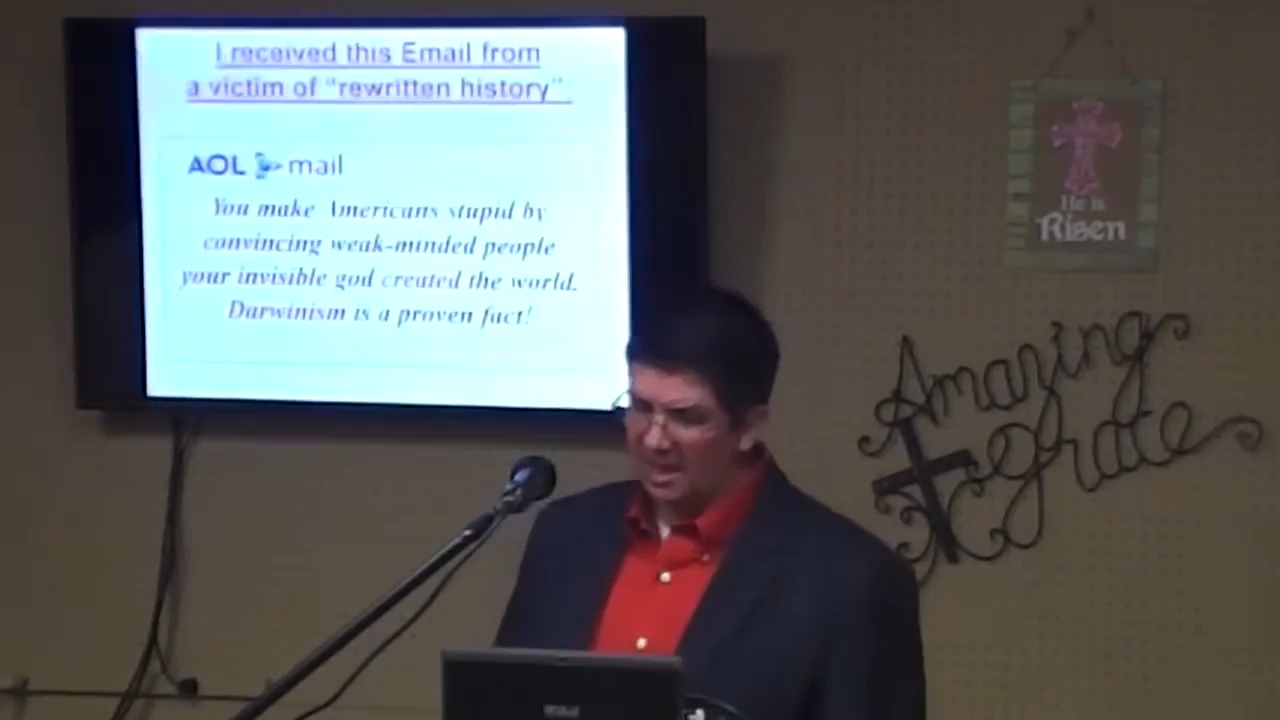 I received this Email from
a victim of "rewritten history":
AOL mail
You make Americans stupid by
convincing weak-minded people
your invisible god created the world.
Darwinism is a proven fact!
He is
Risen
Amazing
Grace